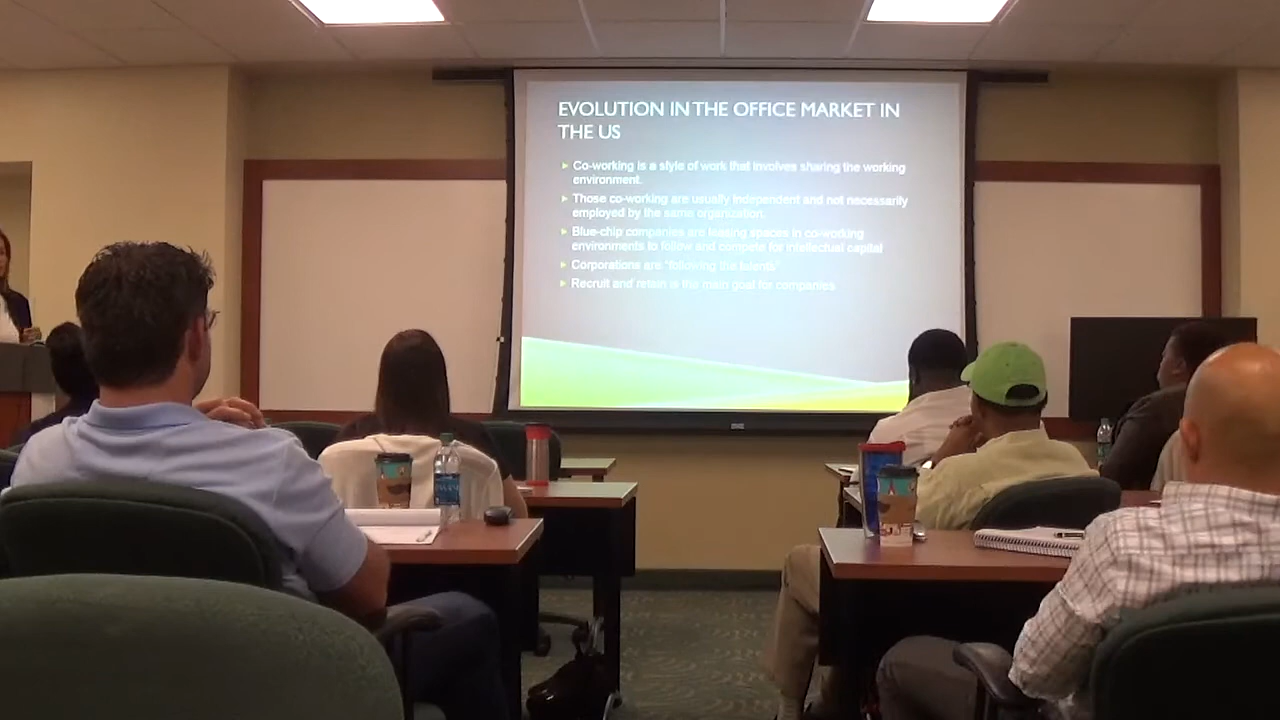 EVOLUTION IN THE OFFICE MARKET IN
THE US
Co-working is a style of work that involves sharing the working
environment.
Those co-working are usually independent and not necessarily
employed by the same organization.
Blue-chip companies are leasing spaces in co-working
environments to follow and compete for intellectual capital
Corporations are "following the talents"
Recruit and retain is the main goal for companies